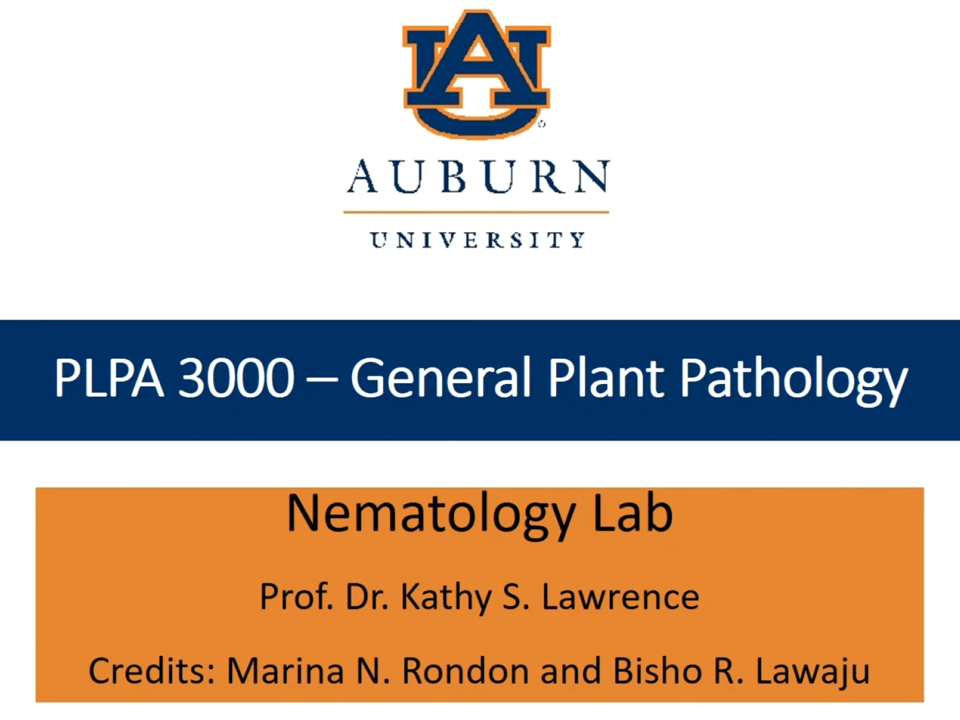 AU
AUBURN
UNIVERSITY
PLPA 3000 – General Plant Pathology
Nematology Lab
Prof. Dr. Kathy S. Lawrence
Credits: Marina N. Rondon and Bisho R. Lawaju